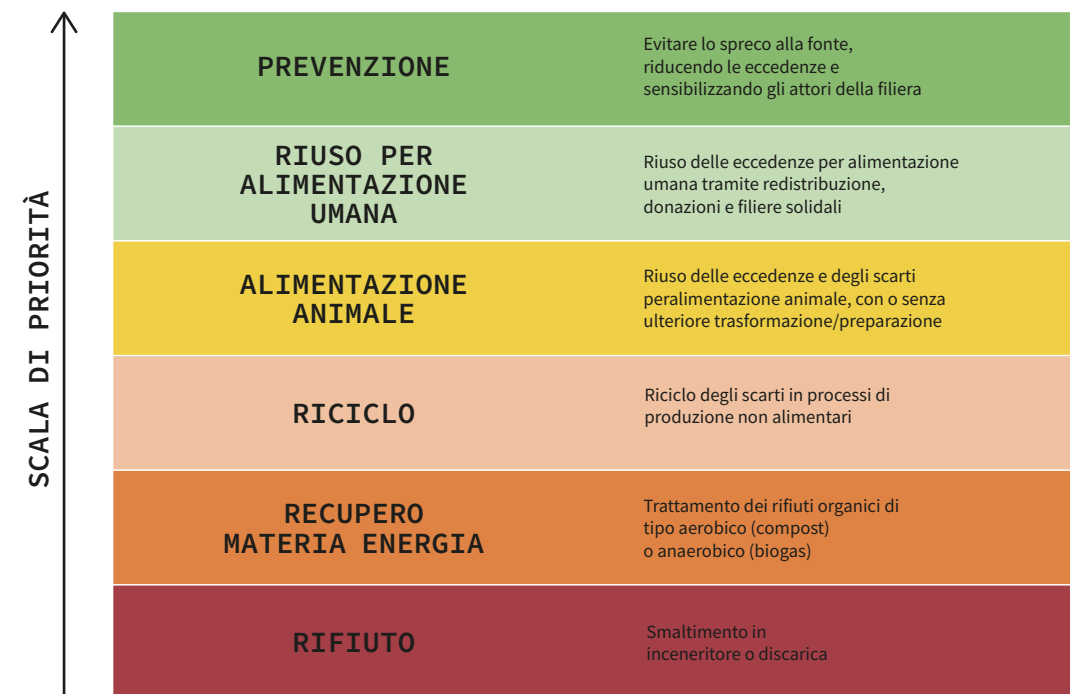 SCALA DI PRIORITÀ
PREVENZIONE
Evitare lo spreco alla fonte,
riducendo le eccedenze e
sensibilizzando gli attori della filiera
RIUSO PER
ALIMENTAZIONE
UMANA
Riuso delle eccedenze per alimentazione
umana tramite redistribuzione,
donazioni e filiere solidali
ALIMENTAZIONE
ANIMALE
Riuso delle eccedenze e degli scarti
peralimentazione animale, con o senza
ulteriore trasformazione/preparazione
RICICLO
Riciclo degli scarti in processi di
produzione non alimentari
RECUPERO
MATERIA ENERGIA
Trattamento dei rifiuti organici di
tipo aerobico (compost)
o anaerobico (biogas)
RIFIUTO
Smaltimento in
inceneritore o discarica